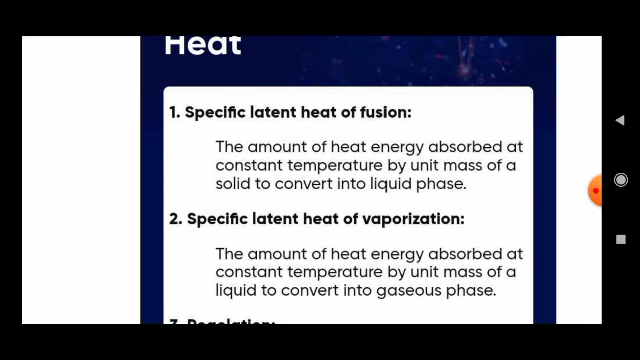 Heat
1. Specific latent heat of fusion:
The amount of heat energy absorbed at
constant temperature by unit mass of a
solid to convert into liquid phase.
2. Specific latent heat of vaporization:
The amount of heat energy absorbed at
constant temperature by unit mass of a
liquid to convert into gaseous phase.
3. Regelation: